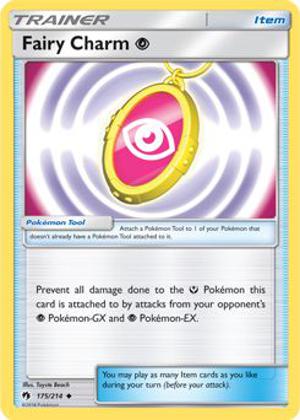 TRAINER Item
Fairy Charm
Pokémon Tool
Attach a Pokémon Tool to 1 of your Pokémon that
doesn't already have a Pokémon Tool attached to it.
Prevent all damage done to the Pokémon this
card is attached to by attacks from your opponent's
Pokémon-GX and Pokémon-EX.
Illus. Toyste Beach
175/214
©2018 Pokémon
You may play as many Item cards as you like
during your turn (before your attack).